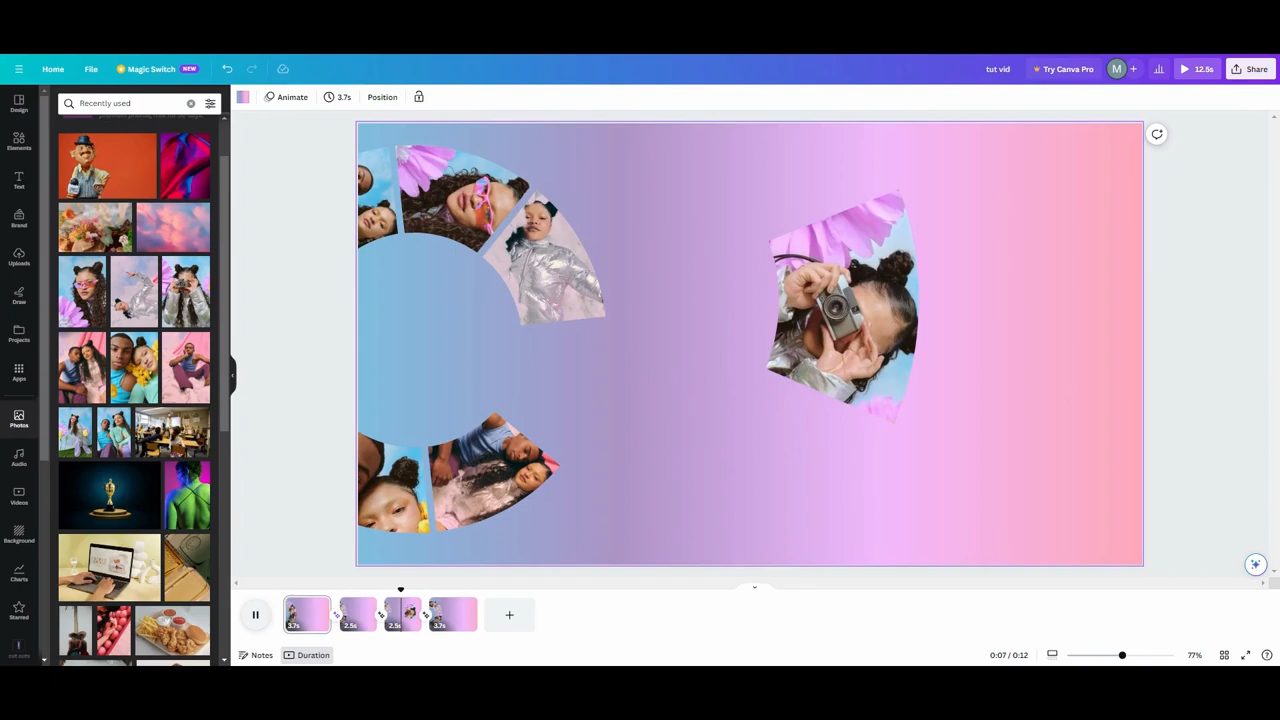 Home File Magic Switch NEW tut vid Try Canva Pro M 12.5s Share
Design
Elements
Text
Brand
Uploads
Draw
Projects
Apps
Photos
Audio
Videos
Background
Charts
Starred
Recently used
Animate 3.7s Position
3.7s 2.5s 2.5s 3.7s
Notes Duration 0:07 / 0:12 77%